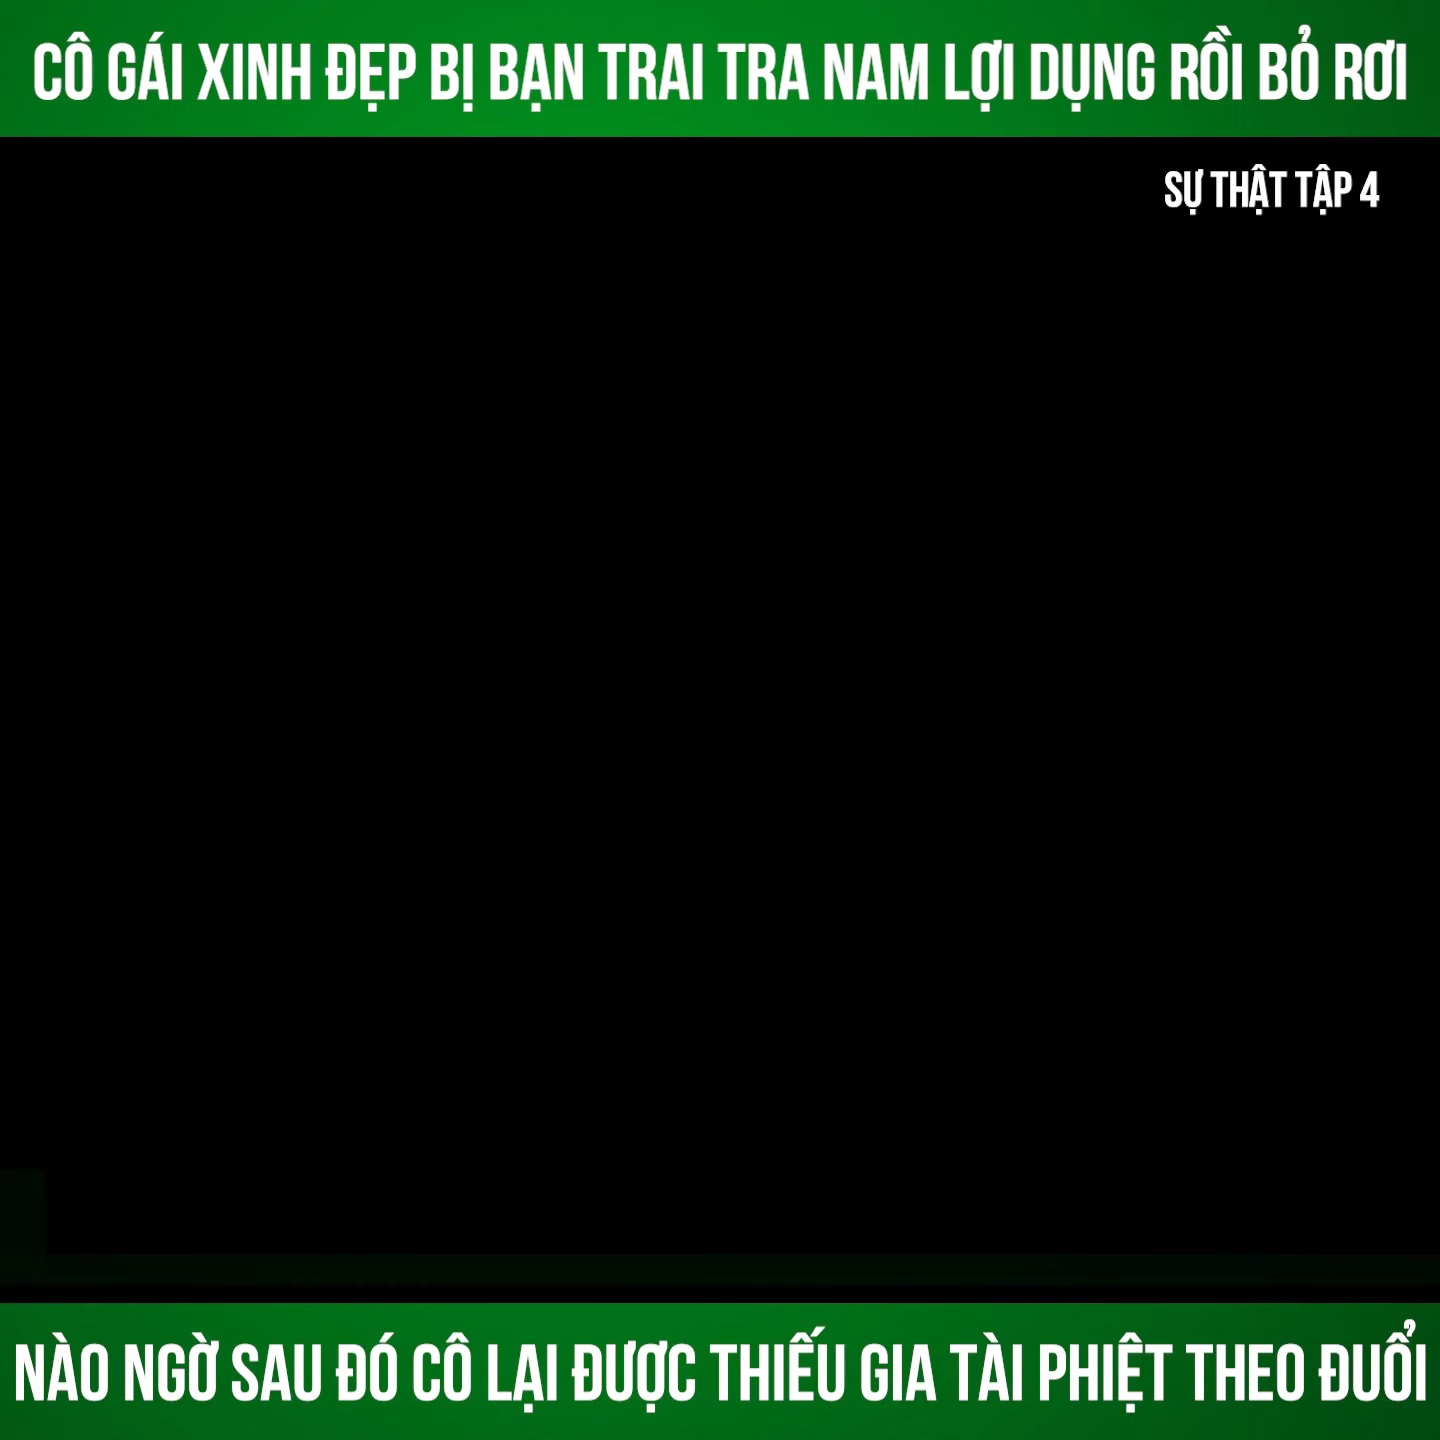 CÔ GÁI XINH ĐẸP BỊ BẠN TRAI TRA NAM LỢI DỤNG RỒI BỎ RƠI
SỰ THẬT TẬP 4
NÀO NGỜ SAU ĐÓ CÔ LẠI ĐƯỢC THIẾU GIA TÀI PHIỆT THEO ĐUỔI